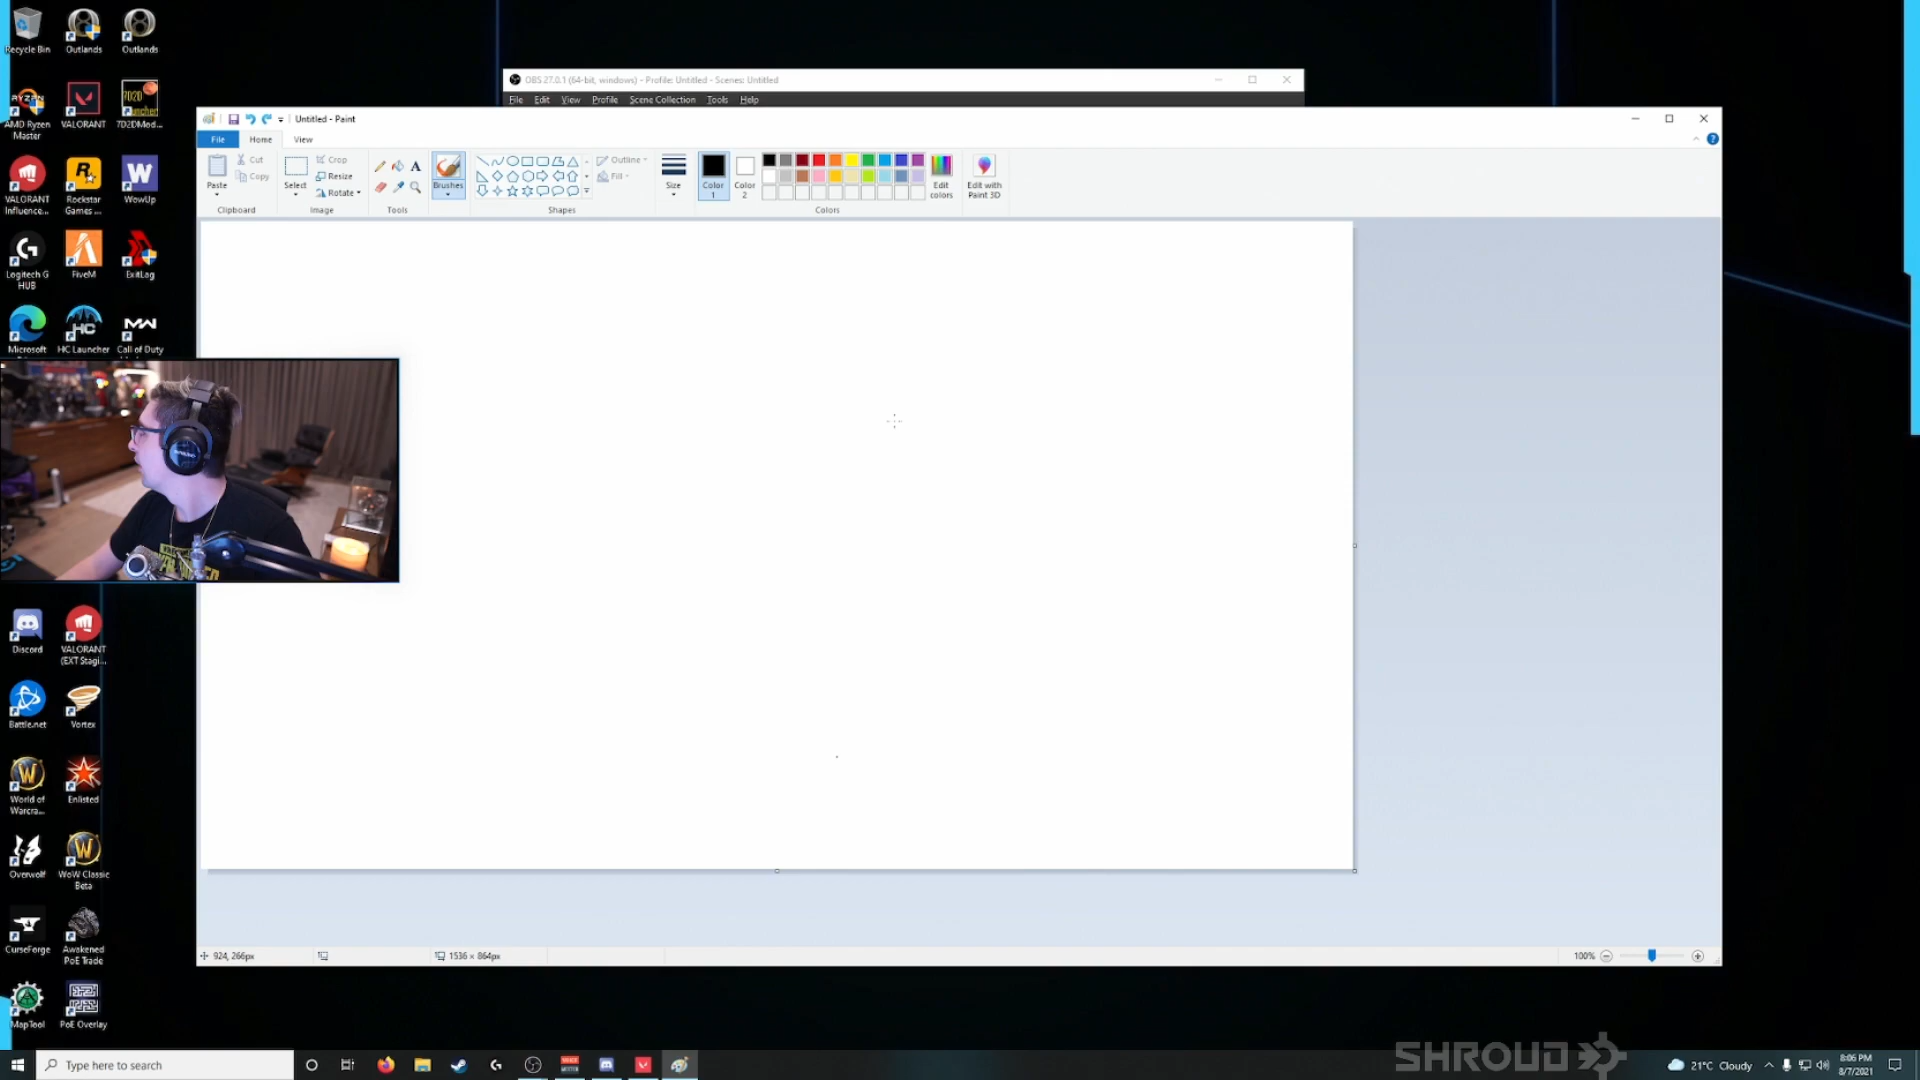 Recycle Bin
Outlands
Outlands
RYZEN
AMD Ryzen
Master
VALORANT
7D2D
7D2DMod...
VALORANT
Influence...
Rockstar
Games ...
WowUp
Logitech G
HUB
FiveM
ExitLag
Microsoft
HC
HC Launcher
Call of Duty
OBS 27.0.1 (64-bit, windows) - Profile: Untitled - Scenes: Untitled
File Edit View Profile Scene Collection Tools Help
Untitled - Paint
File Home View
Paste
Cut
Copy
Clipboard
Select
Crop
Resize
Rotate
Image
A
Tools
Brushes
Outline
Fill
Shapes
Size
Color
1
Color
2
Edit
colors
Colors
Edit with
Paint 3D
Discord
VALORANT
(EXT Stagi...
Battle.net
Vortex
World of
Warcra...
Enlisted
Overwolf
WoW Classic
Beta
CurseForge
Awakened
PoE Trade
MapTool
PoE Overlay
924, 266px
1536 × 864px
100%
SHROUD
Type here to search
21°C Cloudy
8:06 PM
8/7/2021